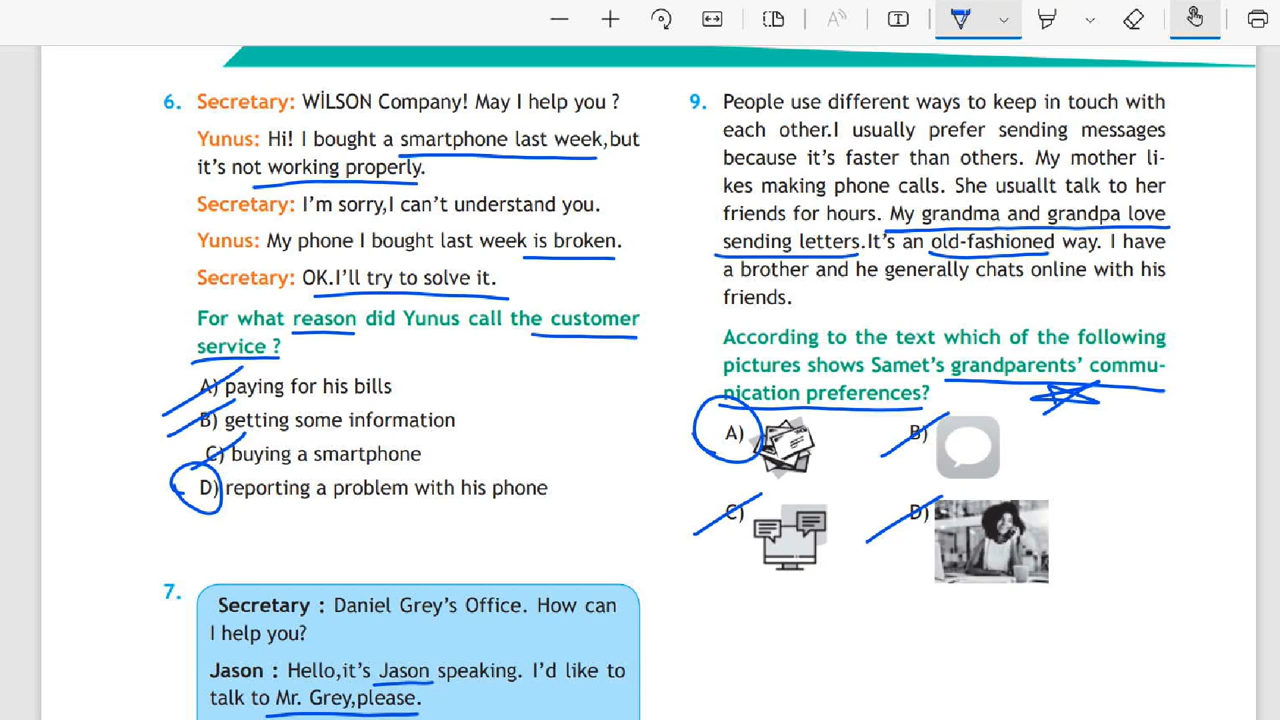 6. Secretary: WİLSON Company! May I help you ?
Yunus: Hi! I bought a smartphone last week,but
it's not working properly.
Secretary: I'm sorry,I can't understand you.
Yunus: My phone I bought last week is broken.
Secretary: OK.I'll try to solve it.
For what reason did Yunus call the customer
service ?
A) paying for his bills
B) getting some information
C) buying a smartphone
D) reporting a problem with his phone
7.
Secretary : Daniel Grey's Office. How can
I help you?
Jason : Hello,it's Jason speaking. I'd like to
talk to Mr. Grey,please.
9. People use different ways to keep in touch with
each other.I usually prefer sending messages
because it's faster than others. My mother li-
kes making phone calls. She usuallt talk to her
friends for hours. My grandma and grandpa love
sending letters.It's an old-fashioned way. I have
a brother and he generally chats online with his
friends.
According to the text which of the following
pictures shows Samet's grandparents' commu-
nication preferences?
A)
B)
C)
D)